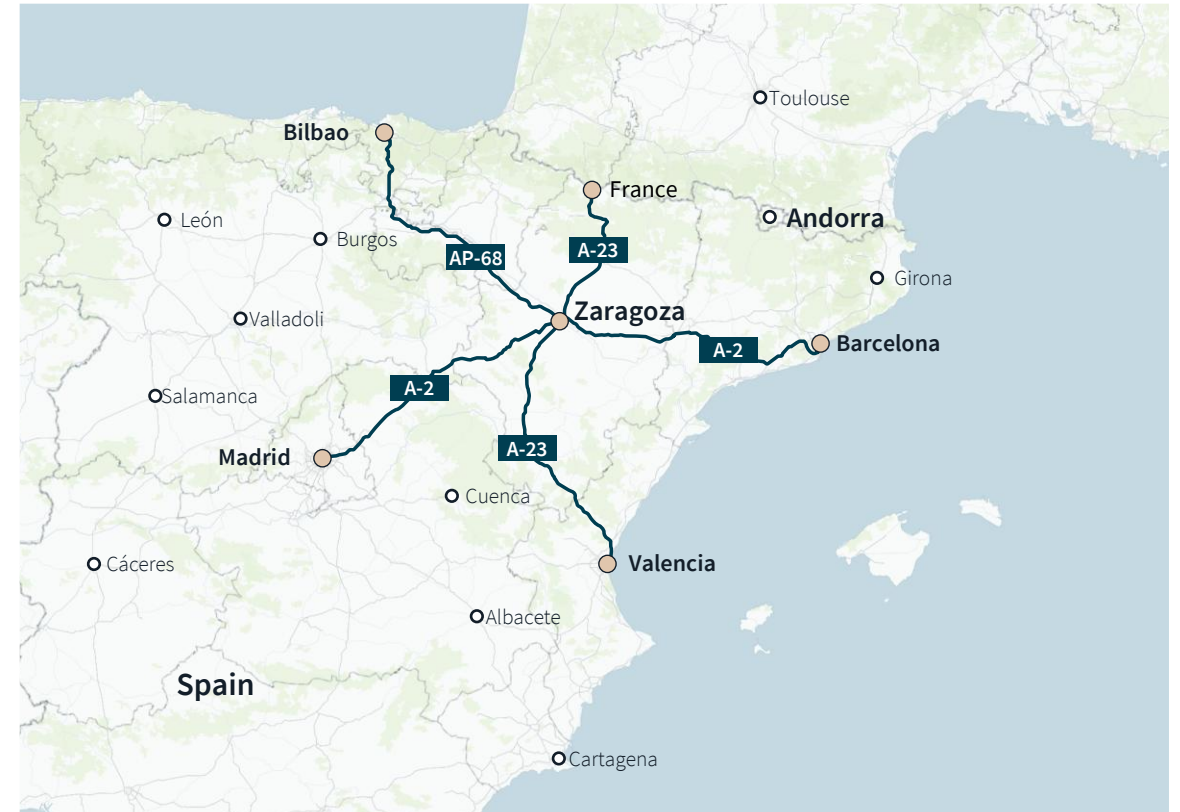 Toulouse
Bilbao
France
León
Andorra
Burgos
AP-68
A-23
Girona
Zaragoza
Valladoli
Barcelona
A-2
A-2
Salamanca
A-23
Madrid
Cuenca
Cáceres
Valencia
Albacete
Spain
Cartagena